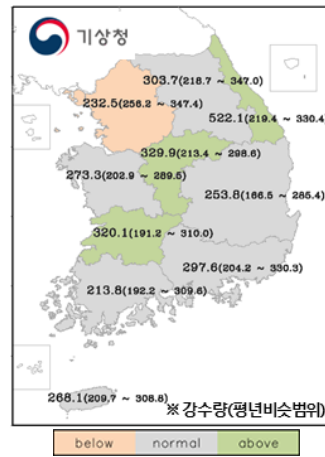 기상청
303.7(218.7 ~ 347.0)
232.5(256.2 ~ 347.4)
522.1(219.4 ~ 330.4)
329.9(213.4 ~ 298.6)
273.3(202.9 ~ 289.5)
253.8(166.5 ~ 285.4)
320.1(191.2 ~ 310.0)
297.6(204.2 ~ 330.3)
213.8(192.2 ~ 309.6)
268.1(209.7 ~ 308.8)
※ 강수량(평년비슷범위)
below normal above